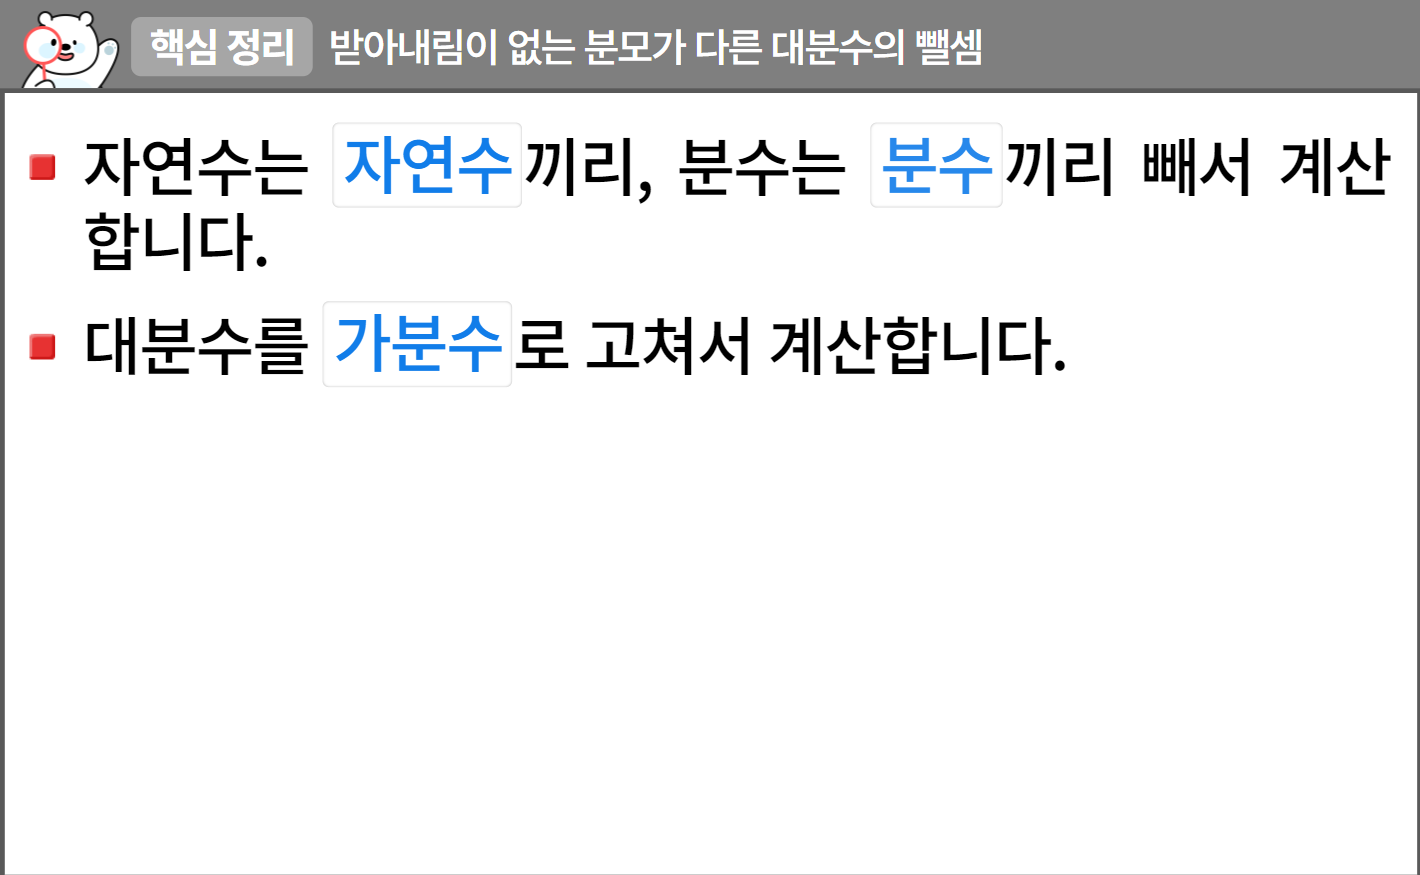 핵심 정리 받아내림이 없는 분모가 다른 대분수의 뺄셈
자연수는 자연수끼리, 분수는 분수끼리 빼서 계산
합니다.
대분수를 가분수로 고쳐서 계산합니다.